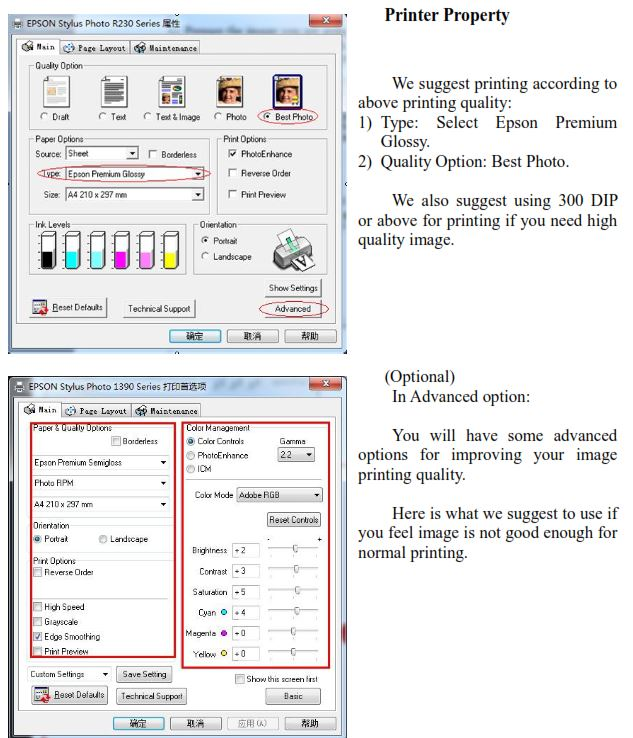 Printer Property
EPSON Stylus Photo R230 Series 属性
Main
Page Layout
Maintenance
Quality Option
Draft
Text
Text & Image
Photo
Best Photo
Paper Options
Source: Sheet
Borderless
Type: Epson Premium Glossy
Size: A4 210 x 297 mm
Print Options
PhotoEnhance
Reverse Order
Print Preview
Ink Levels
Orientation
Portrait
Landscape
A
Show Settings
Reset Defaults
Technical Support
Advanced
确定
取消
帮助
We suggest printing according to
above printing quality:
1) Type: Select Epson Premium
Glossy.
2) Quality Option: Best Photo.
We also suggest using 300 DIP
or above for printing if you need high
quality image.
EPSON Stylus Photo 1390 Series 打印首选项
Main
Page Layout
Maintenance
Paper & Quality Options
Borderless
Epson Premium Semigloss
Photo RPM
A4 210 x 297 mm
Orientation
Portrait
Landscape
Print Options
Reverse Order
High Speed
Grayscale
Edge Smoothing
Print Preview
Color Management
Color Controls
PhotoEnhance
ICM
Gamma
2.2
Color Mode Adobe RGB
Reset Controls
- +
Brightness +2
Contrast +3
Saturation +5
Cyan +4
Magenta +0
Yellow +0
Custom Settings
Save Setting
Show this screen first
Reset Defaults
Technical Support
Basic
确定
取消
应用(A)
帮助
(Optional)
In Advanced option:
You will have some advanced
options for improving your image
printing quality.
Here is what we suggest to use if
you feel image is not good enough for
normal printing.